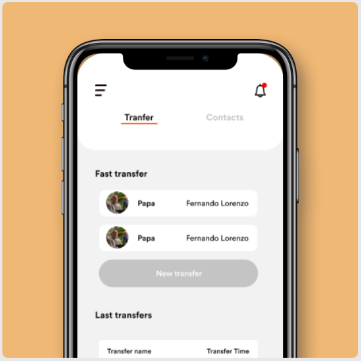 Tranfer Contacts
Fast transfer
Papa Fernando Lorenzo
Papa Fernando Lorenzo
New transfer
Last transfers
Transfer name Transfer Time